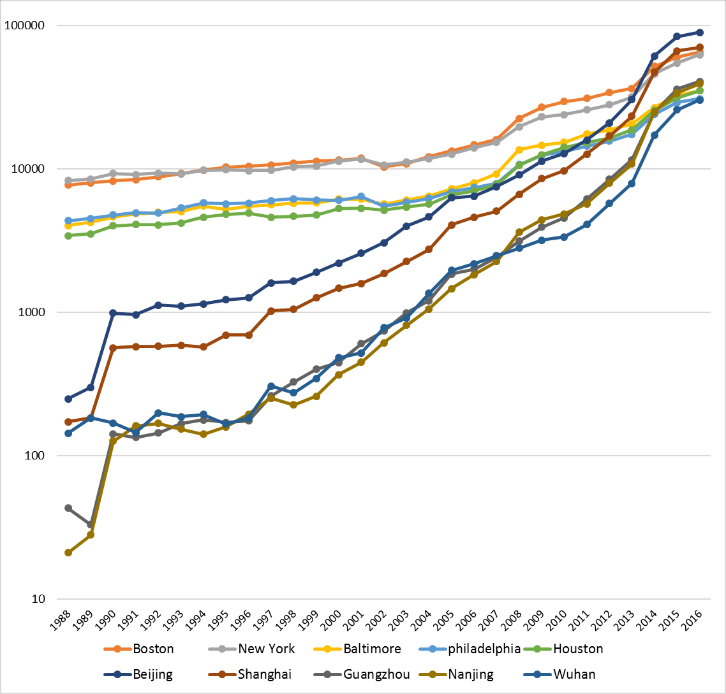 100000
10000
1000
100
10
1988 1989 1990 1991 1992 1993 1994 1995 1996 1997 1998 1999 2000 2001 2002 2003 2004 2005 2006 2007 2008 2009 2010 2011 2012 2013 2014 2015 2016
Boston New York Baltimore philadelphia Houston
Beijing Shanghai Guangzhou Nanjing Wuhan